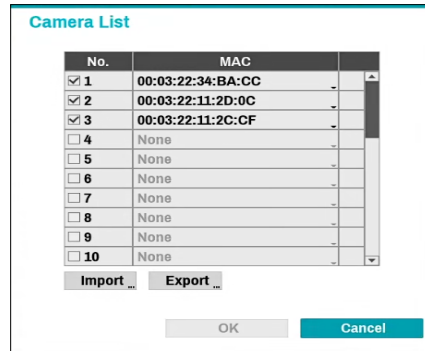 Camera List
No. MAC
1 00:03:22:34:BA:CC
2 00:03:22:11:2D:0C
3 00:03:22:11:2C:CF
4 None
5 None
6 None
7 None
8 None
9 None
10 None
Import ... Export ...
OK Cancel